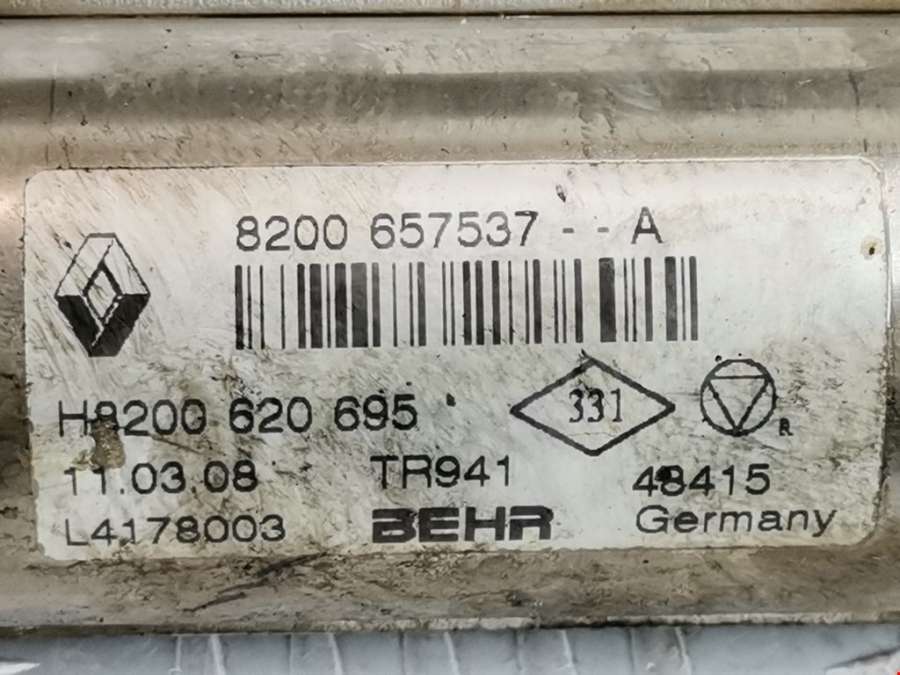 8200 657537 - - A
H8200 620 695
331
R
11.03.08 TR941 48415
L4178003 BEHR Germany